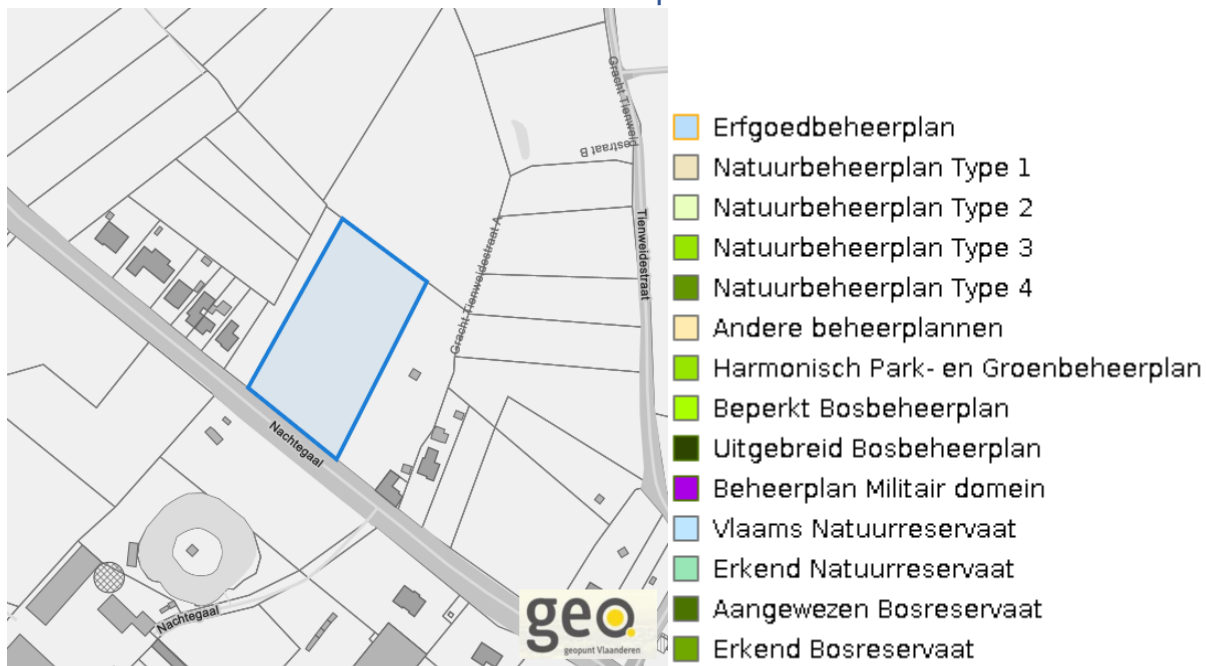 Gracht Tienweid
estraat B
Gracht Tienweidestraat A
Tienweidestraat
Nachtegaal
Nachtegaal
geo.
geopunt Vlaanderen
Erfgoedbeheerplan
Natuurbeheerplan Type 1
Natuurbeheerplan Type 2
Natuurbeheerplan Type 3
Natuurbeheerplan Type 4
Andere beheerplannen
Harmonisch Park- en Groenbeheerplan
Beperkt Bosbeheerplan
Uitgebreid Bosbeheerplan
Beheerplan Militair domein
Vlaams Natuurreservaat
Erkend Natuurreservaat
Aangewezen Bosreservaat
Erkend Bosreservaat